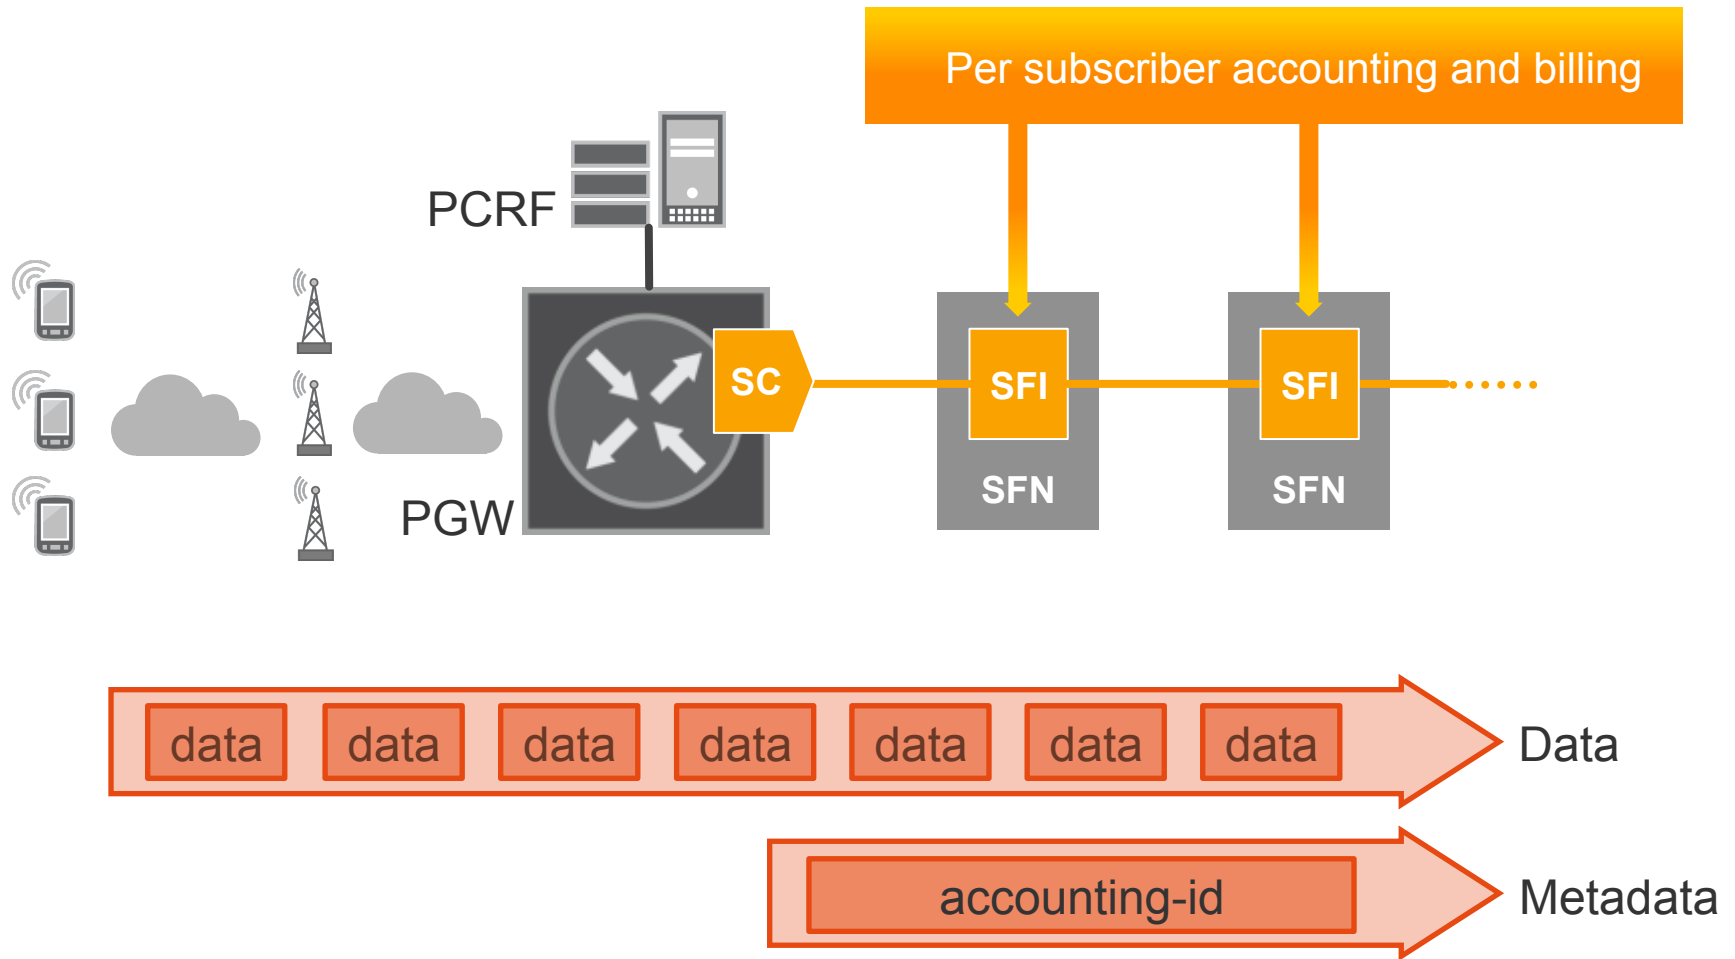 Per subscriber accounting and billing
PCRF
SC
SFI
SFI
SFN
SFN
PGW
data data data data data data data
Data
accounting-id
Metadata